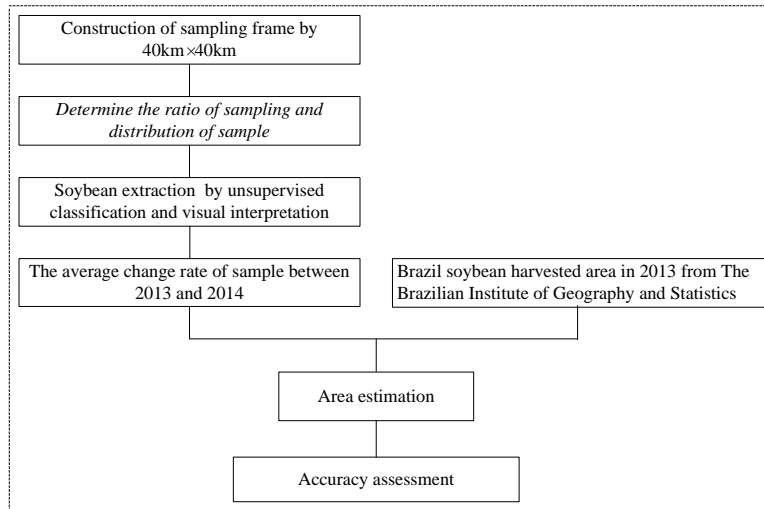 Construction of sampling frame by
40km×40km
Determine the ratio of sampling and
distribution of sample
Soybean extraction by unsupervised
classification and visual interpretation
The average change rate of sample between
2013 and 2014
Brazil soybean harvested area in 2013 from The
Brazilian Institute of Geography and Statistics
Area estimation
Accuracy assessment